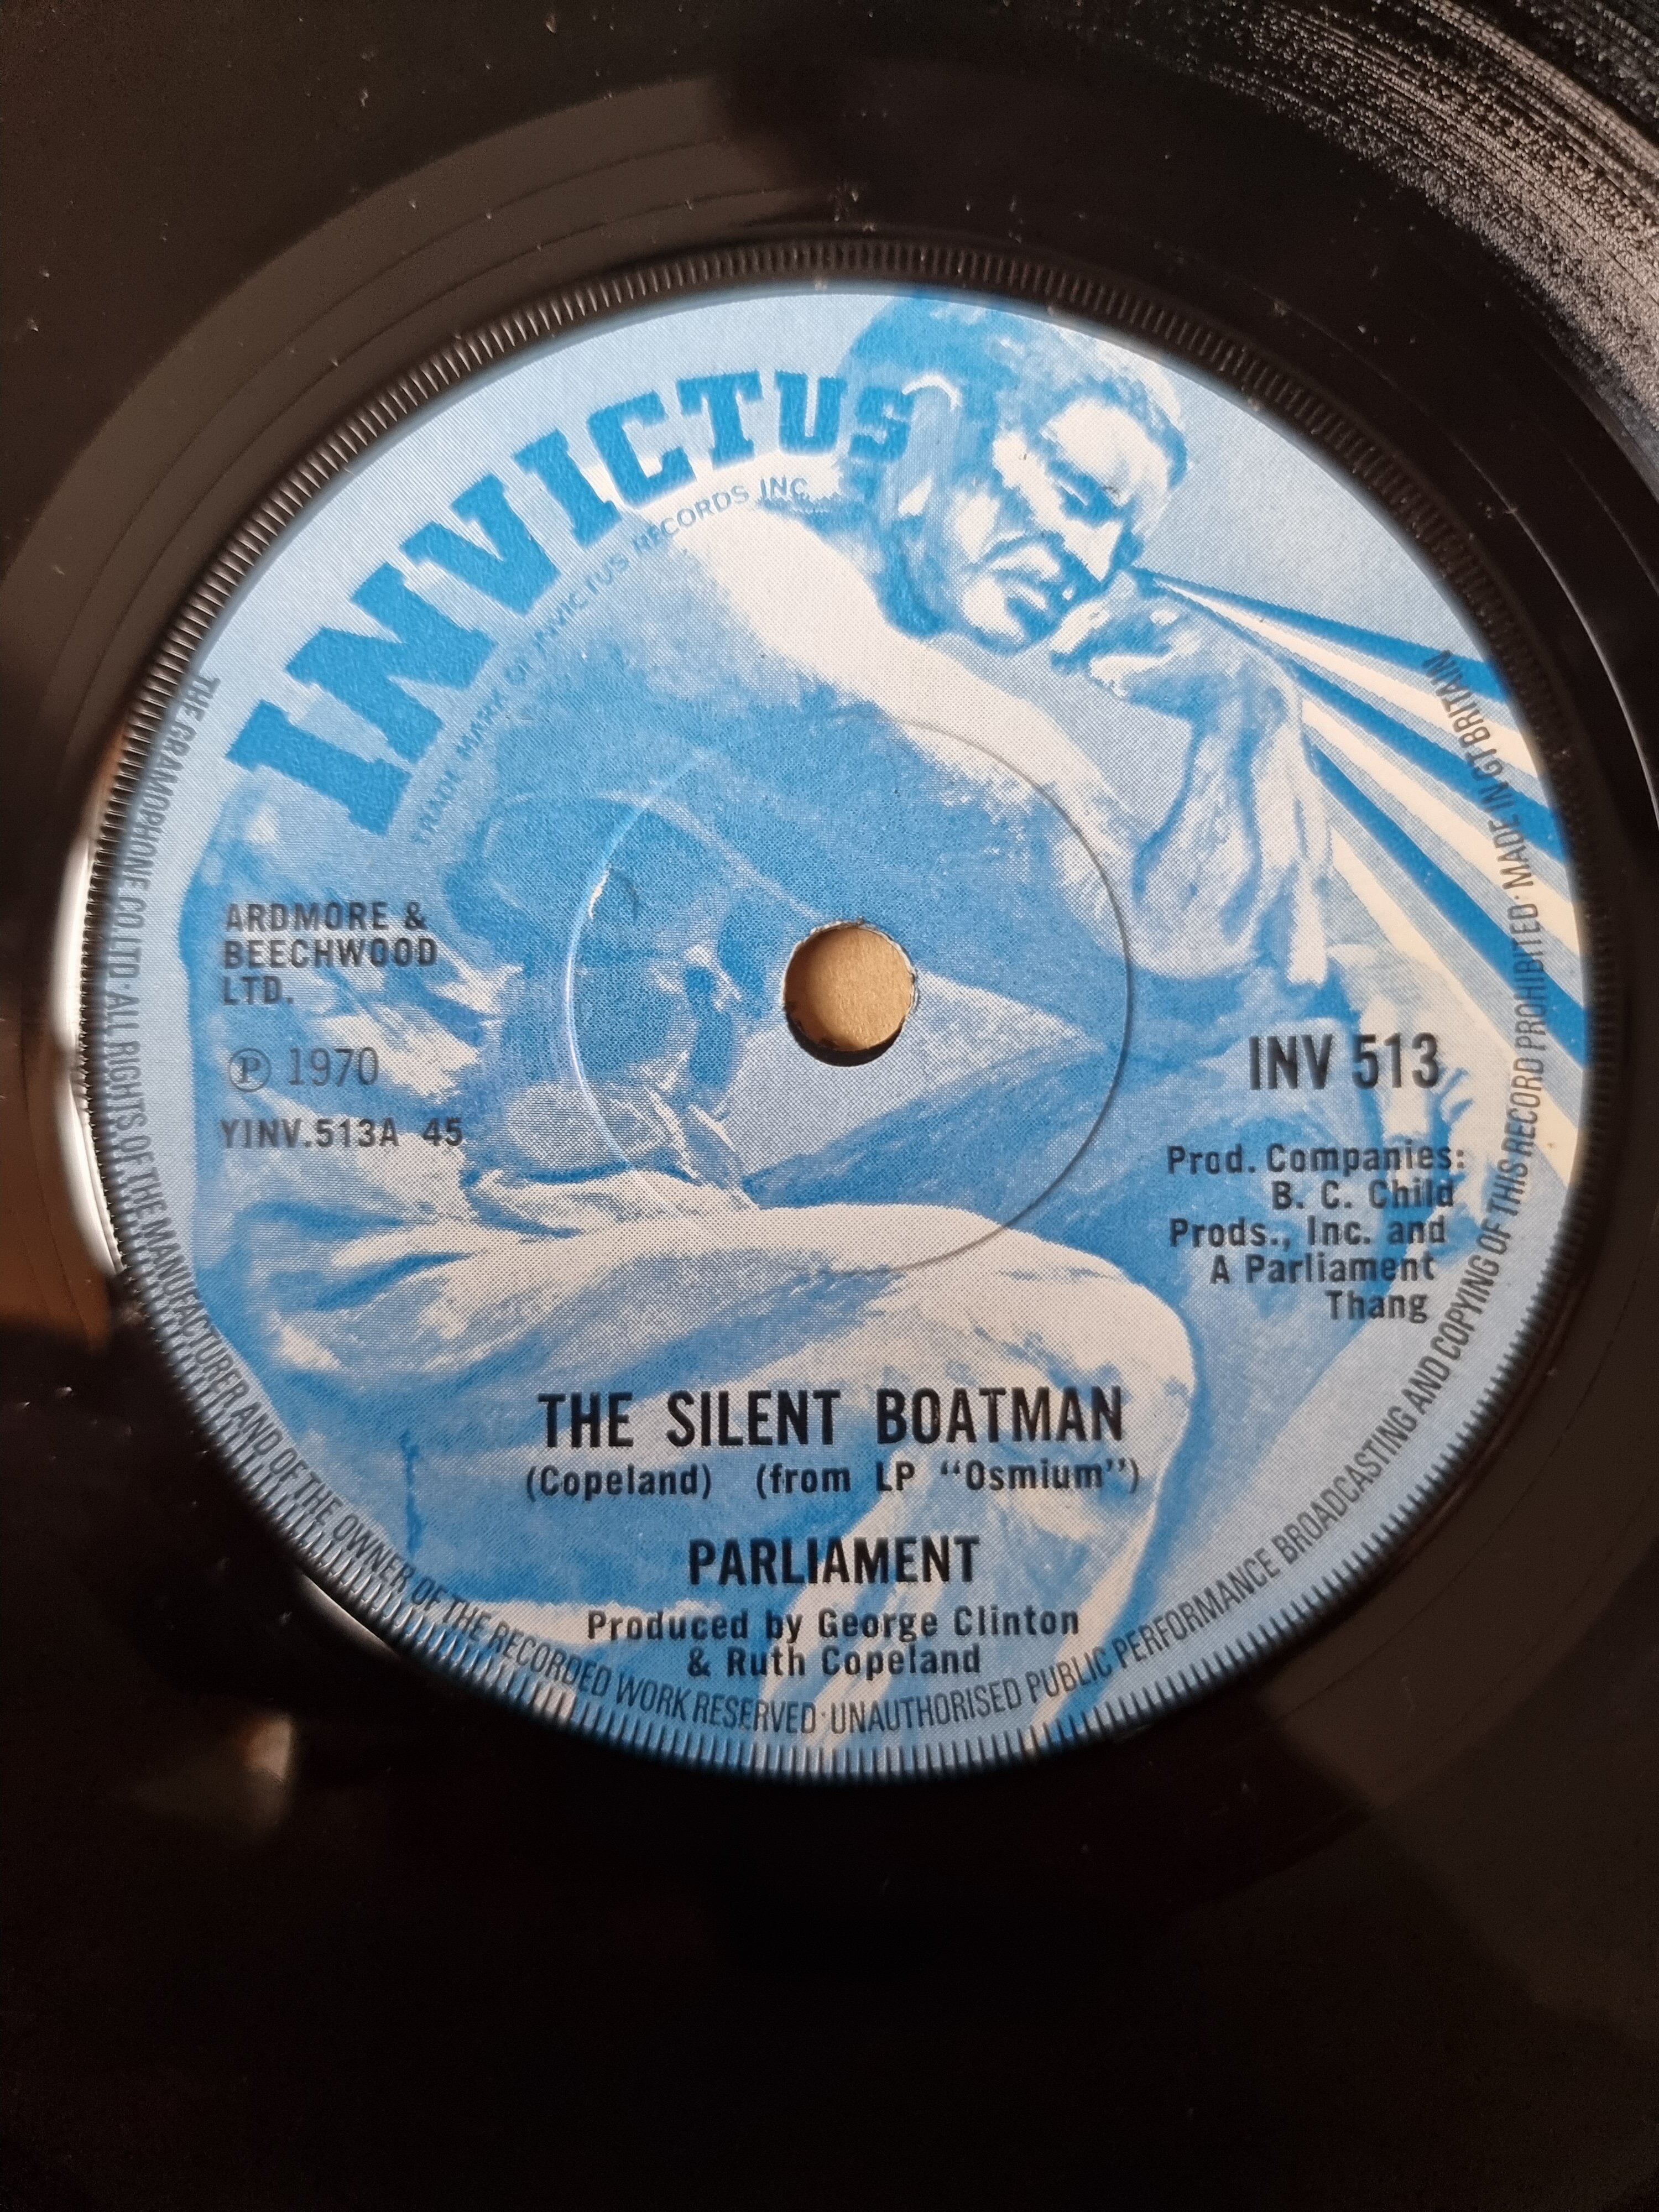 INVICTUS
TRADE MARK OF INVICTUS RECORDS INC.
ARDMORE &
BEECHWOOD
LTD.
Ⓟ 1970
YINV.513A 45
INV 513
Prod. Companies:
B. C. Child
Prods., Inc. and
A Parliament
Thang
THE SILENT BOATMAN
(Copeland) (from LP "Osmium")
PARLIAMENT
Produced by George Clinton
& Ruth Copeland
THE GRAMOPHONE CO. LTD · ALL RIGHTS OF THE MANUFACTURER AND OF THE OWNER OF THE RECORDED WORK RESERVED · UNAUTHORISED PUBLIC PERFORMANCE BROADCASTING AND COPYING OF THIS RECORD PROHIBITED · MADE IN GT BRITAIN